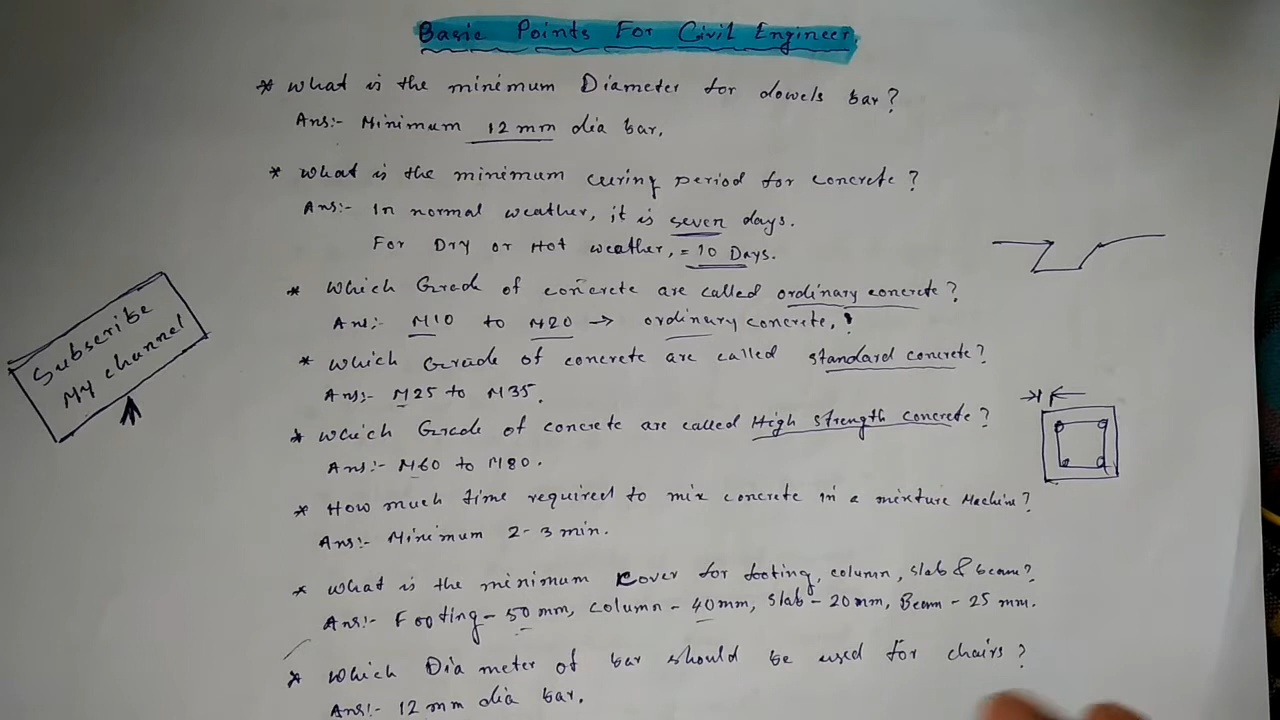 Basic Points For Civil Engineer.
* What is the minimum Diameter for dowels bar?
Ans:- Minimum 12 mm dia bar.
* What is the minimum curing period for concrete?
Ans:- In normal weather, it is seven days.
For Dry or Hot weather, = 10 Days.
* Which Grade of concrete are called ordinary concrete?
Ans:- M10 to M20 → ordinary concrete.
* Which Grade of concrete are called standard concrete?
Ans:- M25 to M35.
* Which Grade of concrete are called High strength concrete?
Ans:- M60 to M80.
* How much time required to mix concrete in a mixture Machine?
Ans:- Minimum 2-3 min.
* What is the minimum cover for footing, column, slab & beam?
Ans:- Footing - 50 mm, column - 40mm, slab - 20mm, Beam - 25 mm.
* Which Dia meter of bar should be used for chairs?
Ans:- 12 mm dia bar.
Subscribe
My channel